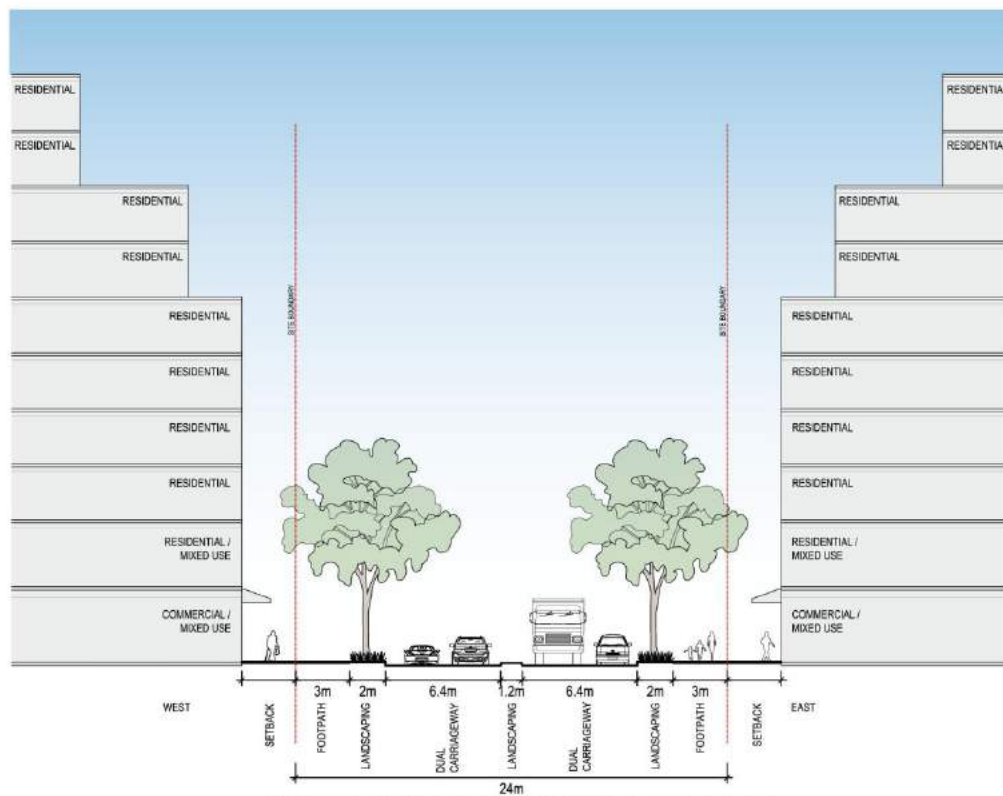 RESIDENTIAL
RESIDENTIAL
RESIDENTIAL
RESIDENTIAL
RESIDENTIAL
RESIDENTIAL
RESIDENTIAL
RESIDENTIAL
SITE BOUNDARY
SITE BOUNDARY
RESIDENTIAL
RESIDENTIAL
RESIDENTIAL
RESIDENTIAL
RESIDENTIAL
RESIDENTIAL
RESIDENTIAL
RESIDENTIAL
RESIDENTIAL /
MIXED USE
RESIDENTIAL /
MIXED USE
COMMERCIAL /
MIXED USE
COMMERCIAL /
MIXED USE
3m 2m 6.4m 1.2m 6.4m 2m 3m
WEST
EAST
SETBACK
FOOTPATH
LANDSCAPING
DUAL
CARRIAGEWAY
LANDSCAPING
DUAL
CARRIAGEWAY
LANDSCAPING
FOOTPATH
SETBACK
24m